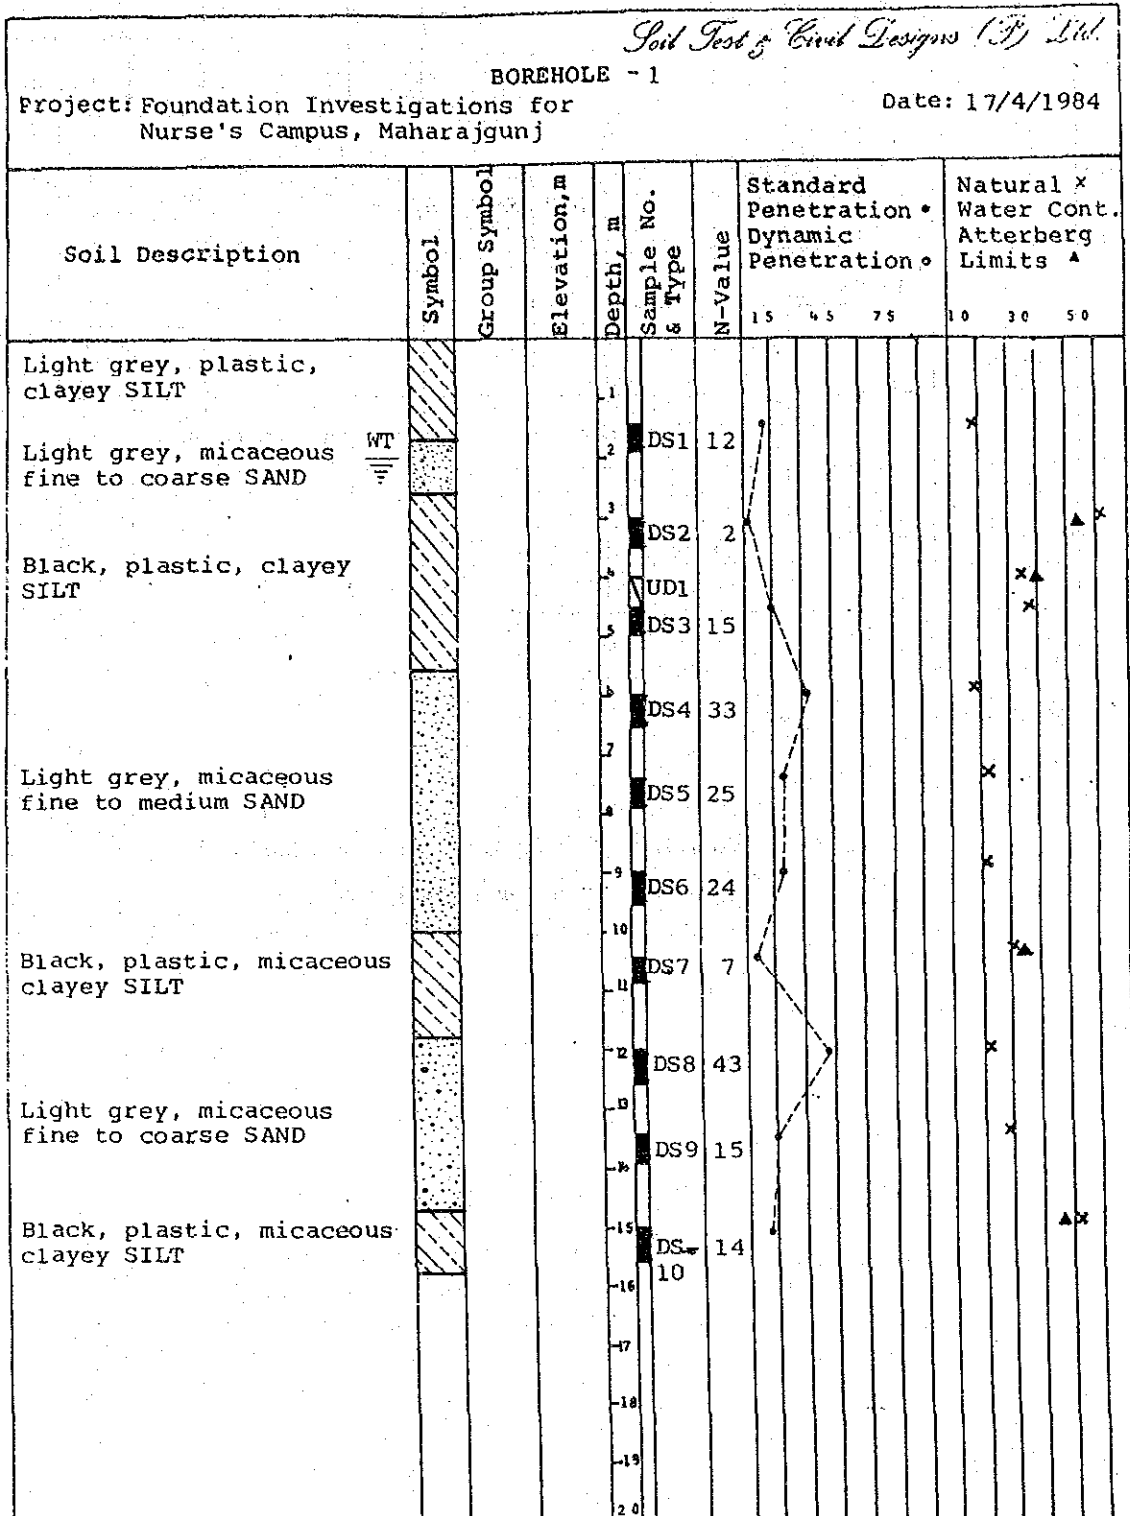 Soil Test & Civil Designs (P) Ltd.
BOREHOLE - 1
Project: Foundation Investigations for
Nurse's Campus, Maharajgunj
Date: 17/4/1984
Soil Description
Symbol
Group Symbol
Elevation, m
Depth, m
Sample No.
& Type
N-Value
Standard
Penetration •
Dynamic
Penetration ∘
15 45 75
Natural ×
Water Cont.
Atterberg
Limits ▲
10 30 50
Light grey, plastic,
clayey SILT
1
DS1 12
WT
2
Light grey, micaceous
fine to coarse SAND
3
DS2 2
Black, plastic, clayey
SILT
4
UD1
DS3 15
5
6
DS4 33
7
Light grey, micaceous
fine to medium SAND
DS5 25
8
9
DS6 24
10
Black, plastic, micaceous
clayey SILT
DS7 7
11
12
DS8 43
13
Light grey, micaceous
fine to coarse SAND
DS9 15
14
15
Black, plastic, micaceous
clayey SILT
DS-
10
14
16
17
18
19
20